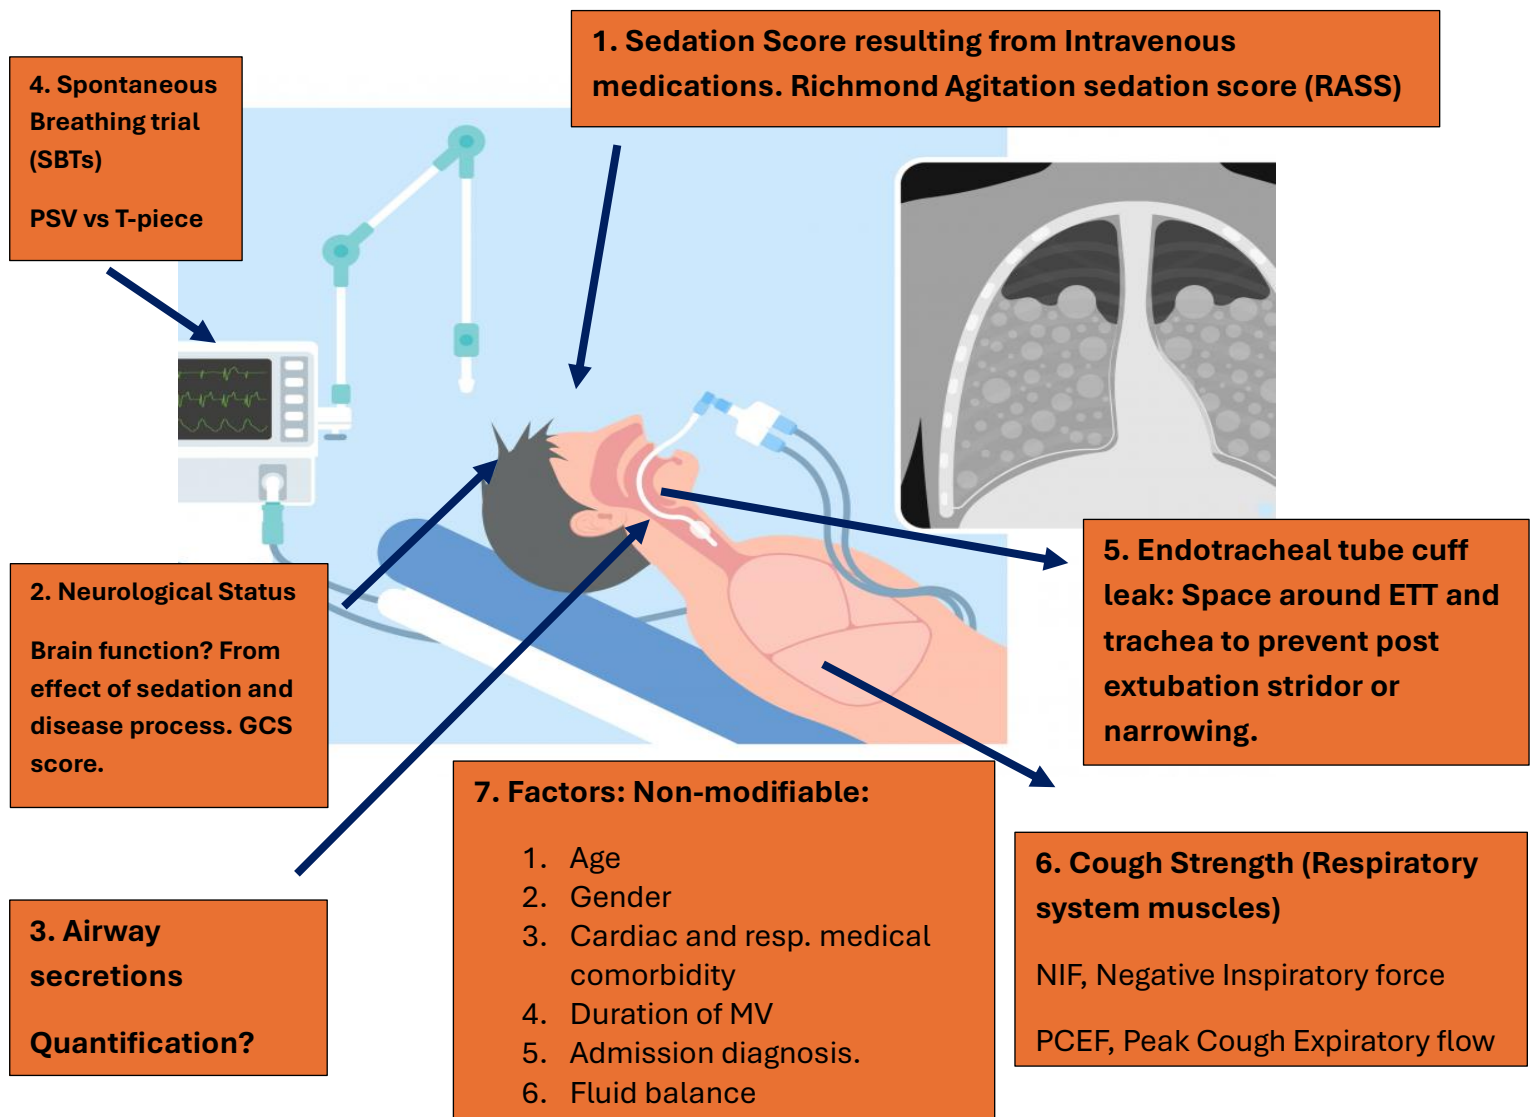 1. Sedation Score resulting from Intravenous
medications. Richmond Agitation sedation score (RASS)
4. Spontaneous
Breathing trial
(SBTs)
PSV vs T-piece
2. Neurological Status
Brain function? From
effect of sedation and
disease process. GCS
score.
3. Airway
secretions
Quantification?
5. Endotracheal tube cuff
leak: Space around ETT and
trachea to prevent post
extubation stridor or
narrowing.
7. Factors: Non-modifiable:
1. Age
2. Gender
3. Cardiac and resp. medical
comorbidity
4. Duration of MV
5. Admission diagnosis.
6. Fluid balance
6. Cough Strength (Respiratory
system muscles)
NIF, Negative Inspiratory force
PCEF, Peak Cough Expiratory flow